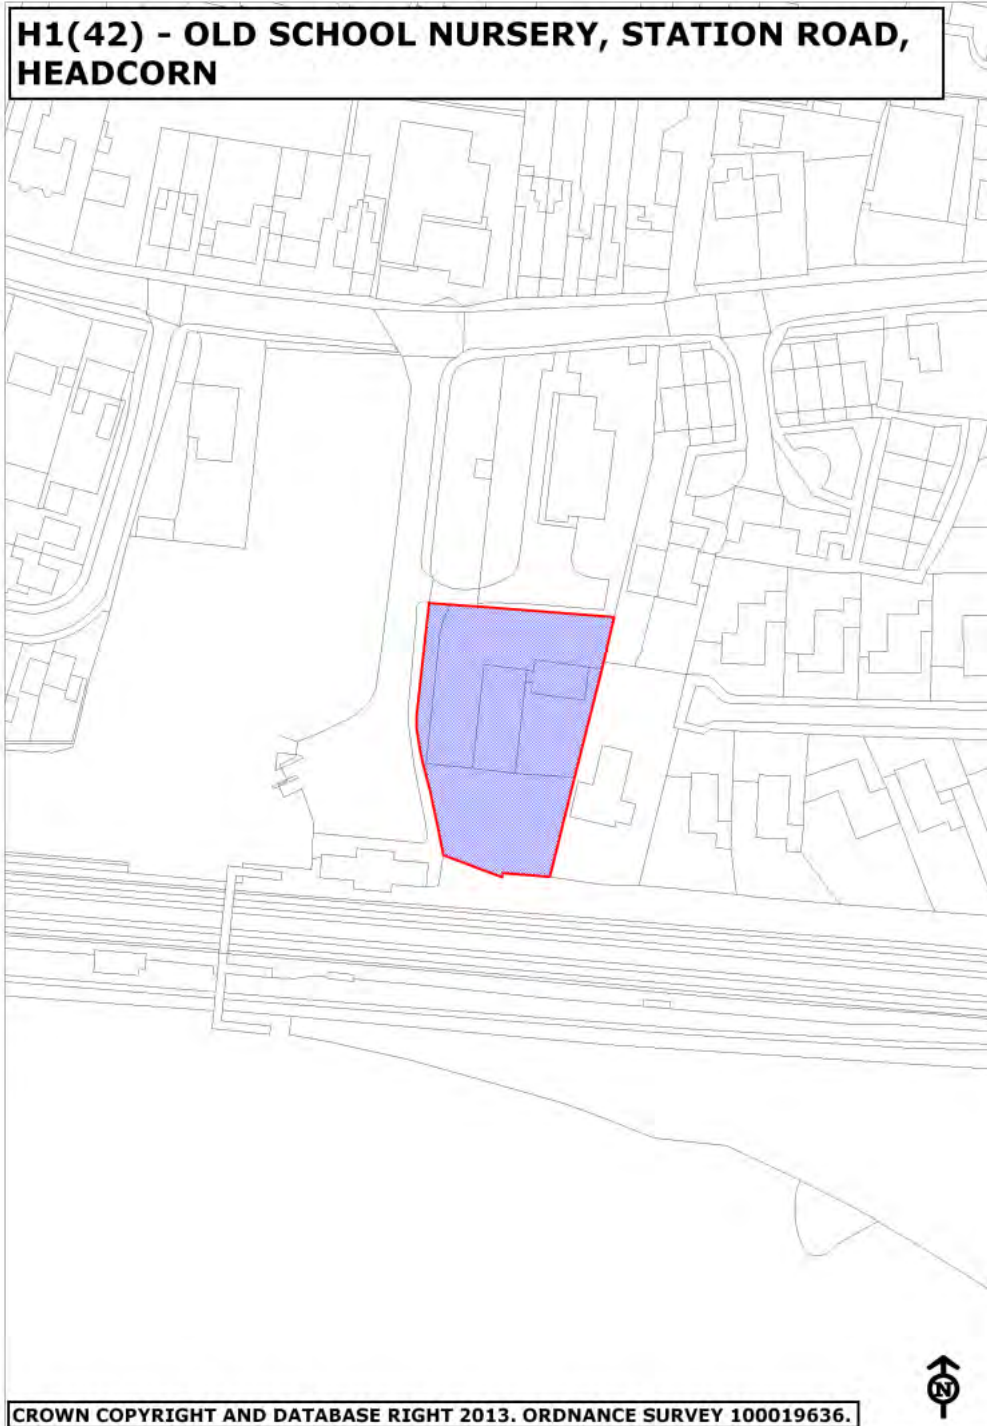 H1(42) - OLD SCHOOL NURSERY, STATION ROAD,
HEADCORN
N
CROWN COPYRIGHT AND DATABASE RIGHT 2013. ORDNANCE SURVEY 100019636.